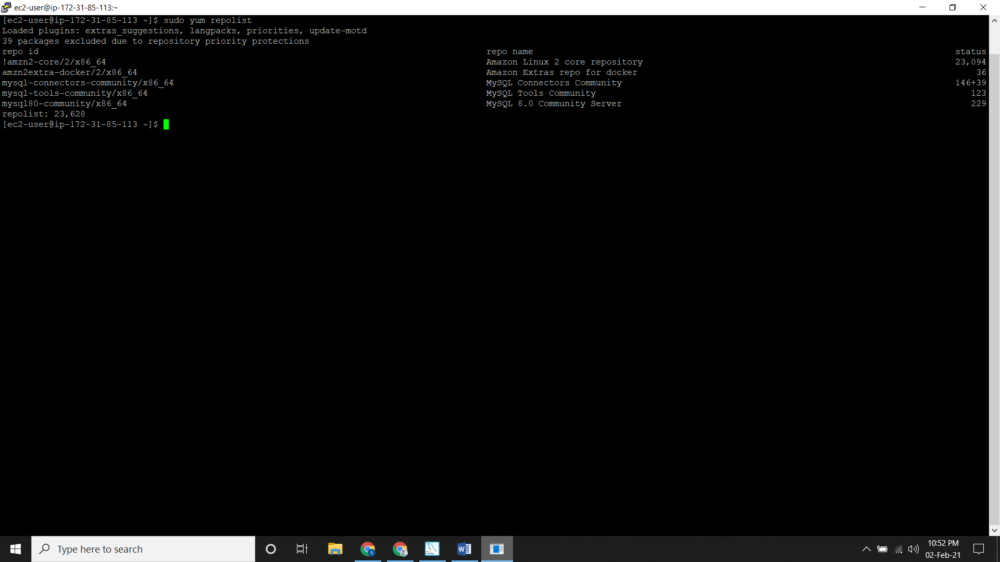 ec2-user@ip-172-31-85-113:~
[ec2-user@ip-172-31-85-113 ~]$ sudo yum repolist
Loaded plugins: extras_suggestions, langpacks, priorities, update-motd
39 packages excluded due to repository priority protections
repo id repo name status
!amzn2-core/2/x86_64 Amazon Linux 2 core repository 23,094
amzn2extra-docker/2/x86_64 Amazon Extras repo for docker 36
mysql-connectors-community/x86_64 MySQL Connectors Community 146+39
mysql-tools-community/x86_64 MySQL Tools Community 123
mysql80-community/x86_64 MySQL 8.0 Community Server 229
repolist: 23,628
[ec2-user@ip-172-31-85-113 ~]$
Type here to search
10:52 PM
02-Feb-21